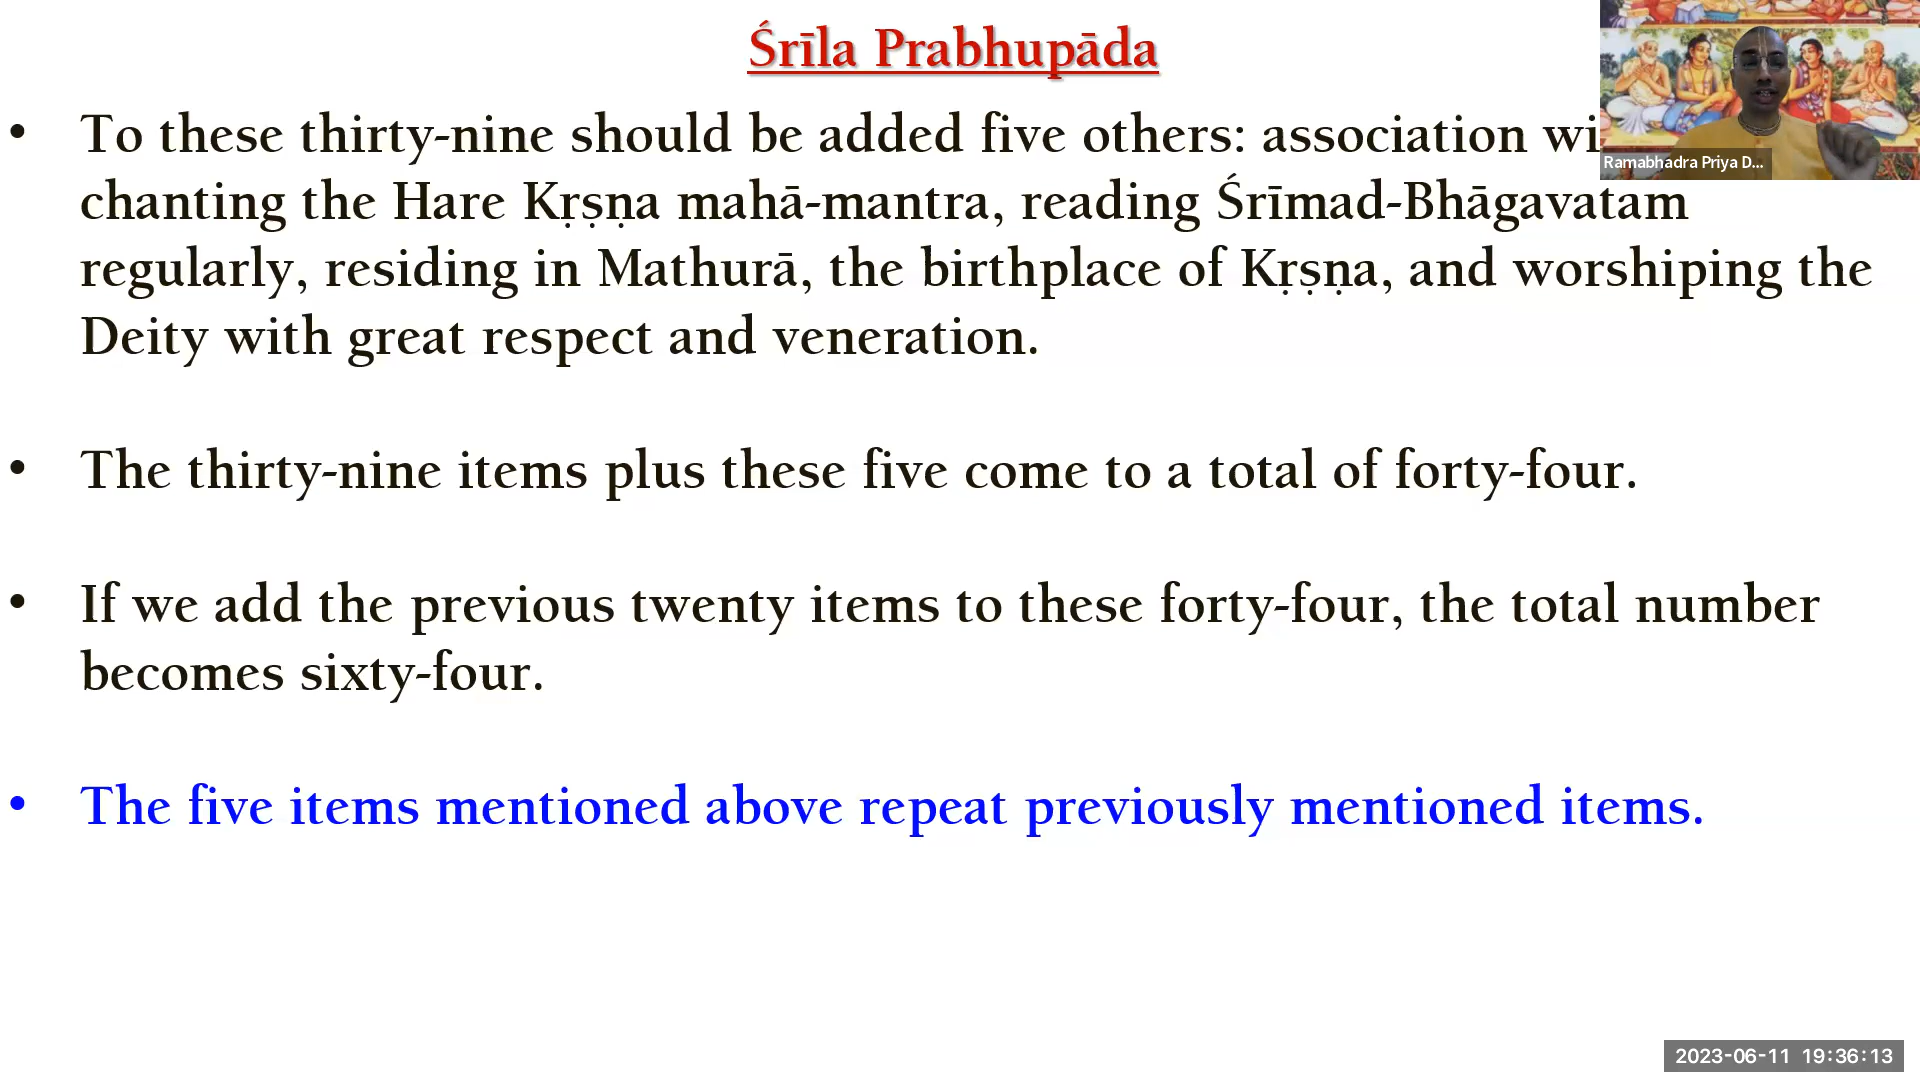 Śrīla Prabhupāda
• To these thirty-nine should be added five others: association wi
chanting the Hare Kṛṣṇa mahā-mantra, reading Śrīmad-Bhāgavatam
regularly, residing in Mathurā, the birthplace of Kṛṣṇa, and worshiping the
Deity with great respect and veneration.
• The thirty-nine items plus these five come to a total of forty-four.
• If we add the previous twenty items to these forty-four, the total number
becomes sixty-four.
• The five items mentioned above repeat previously mentioned items.
Ramabhadra Priya D...
2023-06-11 19:36:13